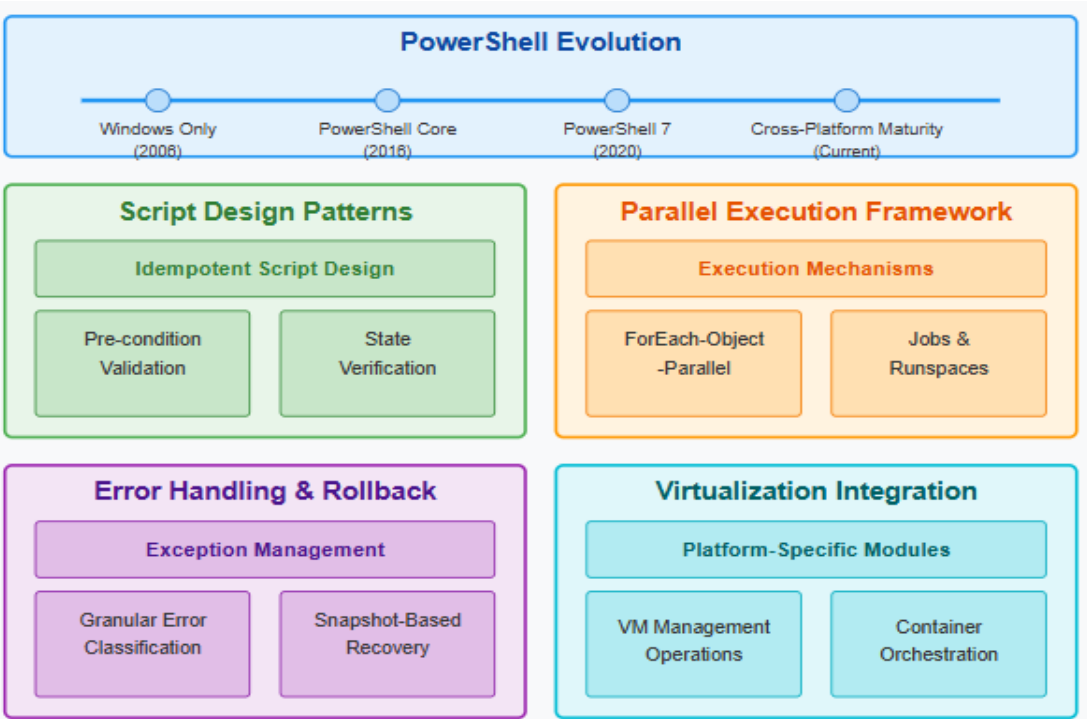 PowerShell Evolution
Windows Only
(2006)
PowerShell Core
(2016)
PowerShell 7
(2020)
Cross-Platform Maturity
(Current)
Script Design Patterns
Idempotent Script Design
Pre-condition
Validation
State
Verification
Parallel Execution Framework
Execution Mechanisms
ForEach-Object
-Parallel
Jobs &
Runspaces
Error Handling & Rollback
Exception Management
Granular Error
Classification
Snapshot-Based
Recovery
Virtualization Integration
Platform-Specific Modules
VM Management
Operations
Container
Orchestration